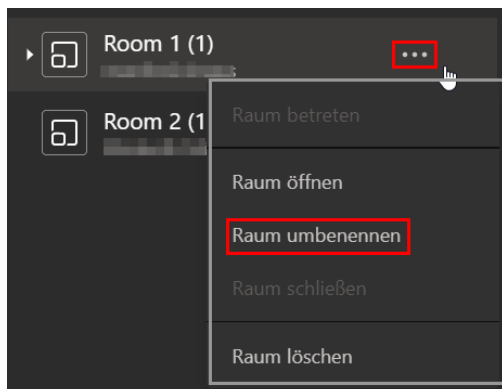 Room 1 (1)
Room 2 (1
Raum betreten
Raum öffnen
Raum umbenennen
Raum schließen
Raum löschen